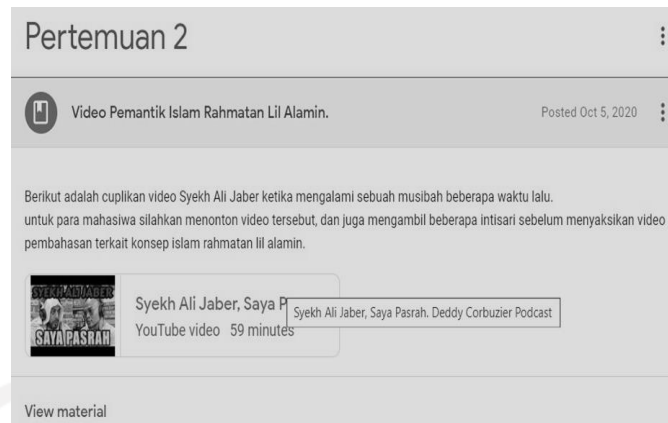 Pertemuan 2
Video Pemantik Islam Rahmatan Lil Alamin.
Posted Oct 5, 2020
Berikut adalah cuplikan video Syekh Ali Jaber ketika mengalami sebuah musibah beberapa waktu lalu.
untuk para mahasiwa silahkan menonton video tersebut, dan juga mengambil beberapa intisari sebelum menyaksikan video
pembahasan terkait konsep islam rahmatan lil alamin.
SYEKH ALI JABER
SAYA PASRAH
Syekh Ali Jaber, Saya P
Syekh Ali Jaber, Saya Pasrah. Deddy Corbuzier Podcast
YouTube video 59 minutes
View material